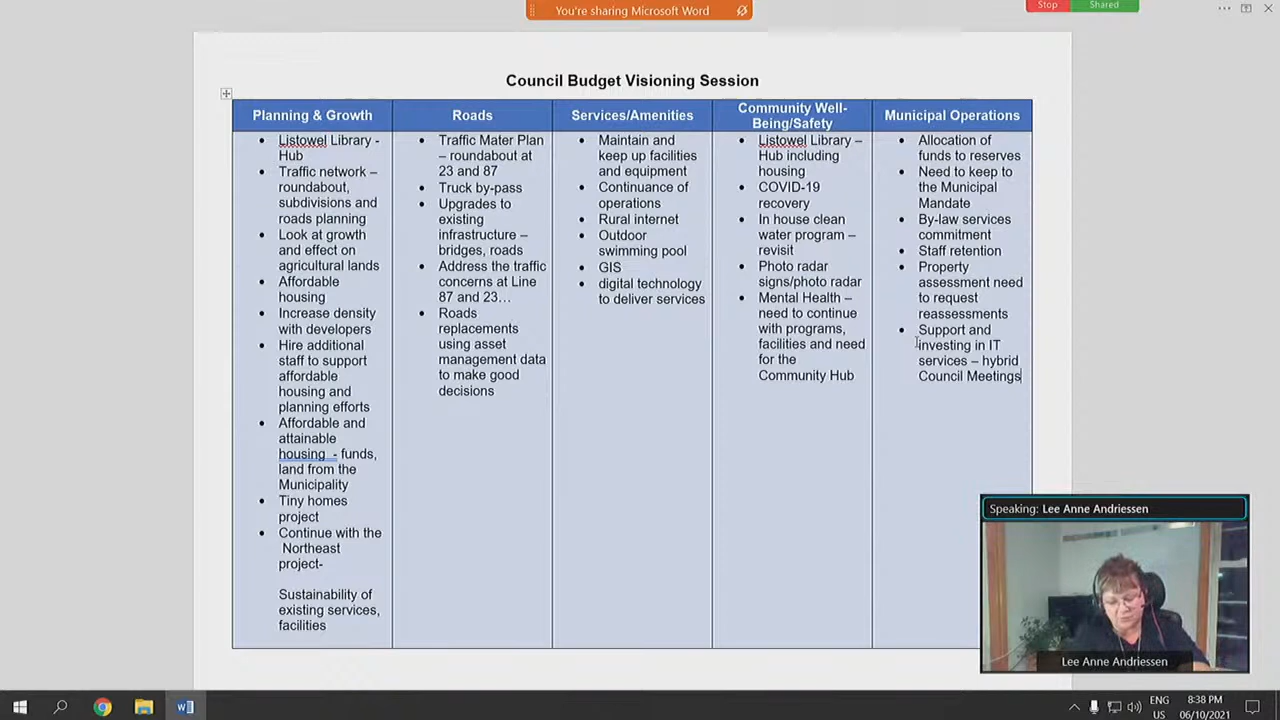 You're sharing Microsoft Word
Stop
Shared
Council Budget Visioning Session
Planning & Growth
Listowel Library -
Hub
Traffic network –
roundabout,
subdivisions and
roads planning
Look at growth
and effect on
agricultural lands
Affordable
housing
Increase density
with developers
Hire additional
staff to support
affordable
housing and
planning efforts
Affordable and
attainable
housing - funds,
land from the
Municipality
Tiny homes
project
Continue with the
Northeast
project-
Sustainability of
existing services,
facilities
Roads
Traffic Mater Plan
– roundabout at
23 and 87
Truck by-pass
Upgrades to
existing
infrastructure –
bridges, roads
Address the traffic
concerns at Line
87 and 23…
Roads
replacements
using asset
management data
to make good
decisions
Services/Amenities
Maintain and
keep up facilities
and equipment
Continuance of
operations
Rural internet
Outdoor
swimming pool
GIS
digital technology
to deliver services
Community Well-
Being/Safety
Listowel Library –
Hub including
housing
COVID-19
recovery
In house clean
water program –
revisit
Photo radar
signs/photo radar
Mental Health –
need to continue
with programs,
facilities and need
for the
Community Hub
Municipal Operations
Allocation of
funds to reserves
Need to keep to
the Municipal
Mandate
By-law services
commitment
Staff retention
Property
assessment need
to request
reassessments
Support and
investing in IT
services – hybrid
Council Meetings
Speaking: Lee Anne Andriessen
Lee Anne Andriessen
ENG
US
8:38 PM
06/10/2021